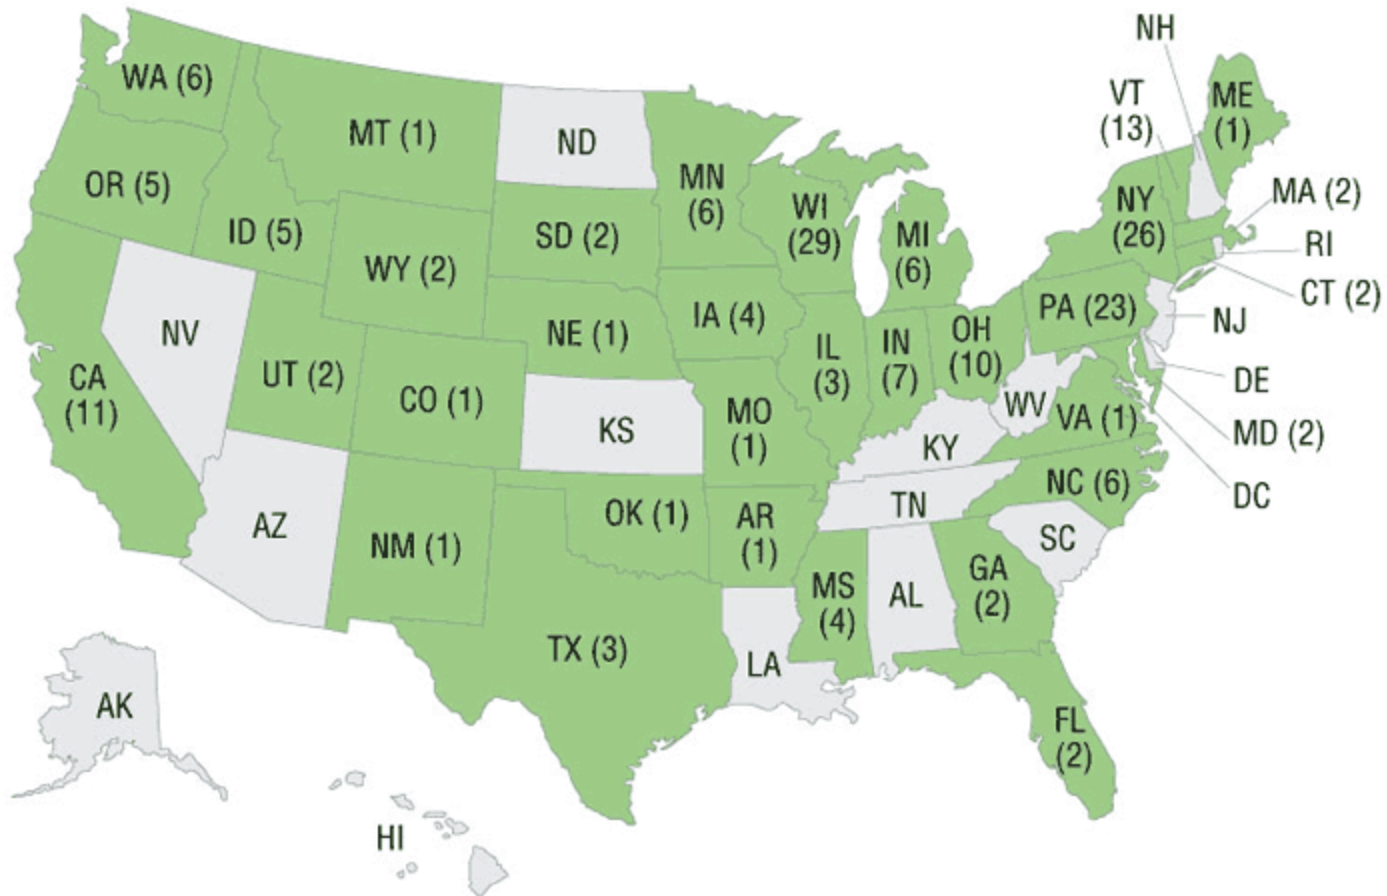 NH
WA (6)
VT
(13)
ME
(1)
MT (1)
ND
OR (5)
MN
(6)
MA (2)
ID (5)
SD (2)
WI
(29)
NY
(26)
RI
WY (2)
MI
(6)
CT (2)
NV
NE (1)
IA (4)
PA (23)
NJ
UT (2)
CO (1)
IL
(3)
IN
(7)
OH
(10)
DE
CA
(11)
KS
MO
(1)
WV
VA (1)
MD (2)
KY
DC
AZ
NM (1)
OK (1)
AR
(1)
TN
NC (6)
SC
MS
(4)
AL
GA
(2)
TX (3)
LA
AK
FL
(2)
HI